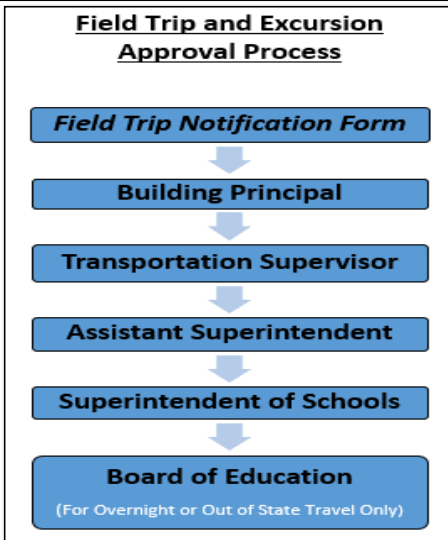 Field Trip and Excursion
Approval Process
Field Trip Notification Form
Building Principal
Transportation Supervisor
Assistant Superintendent
Superintendent of Schools
Board of Education
(For Overnight or Out of State Travel Only)